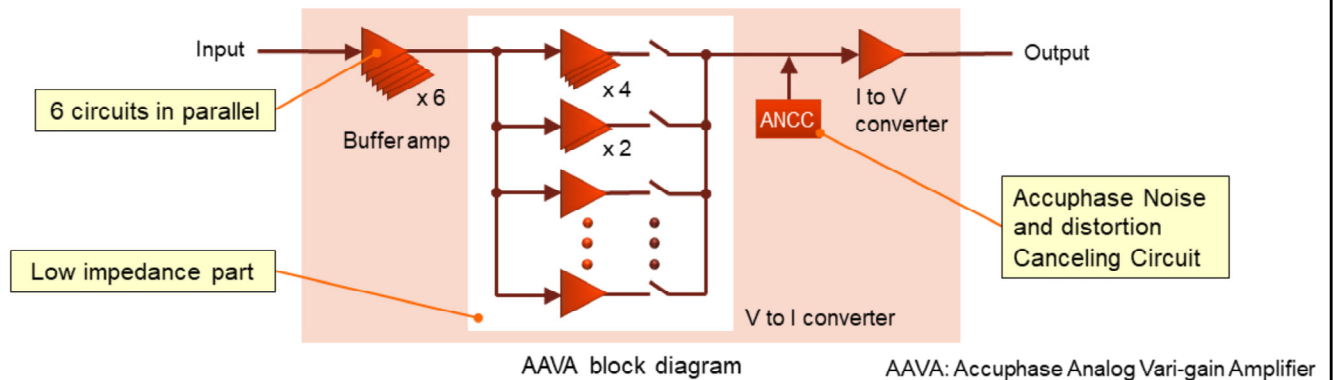 Input
6 circuits in parallel
x 6
Buffer amp
Low impedance part
x 4
x 2
V to I converter
ANCC
I to V
converter
Output
Accuphase Noise
and distortion
Canceling Circuit
AAVA block diagram
AAVA: Accuphase Analog Vari-gain Amplifier